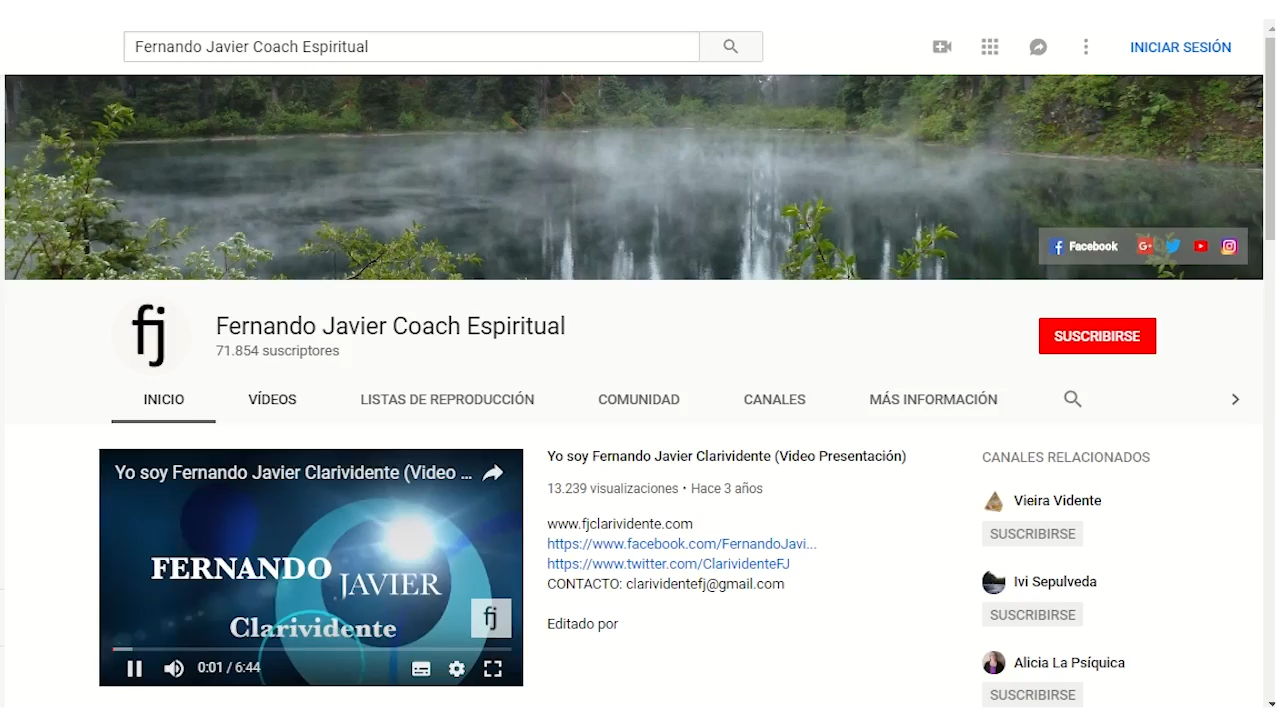 Fernando Javier Coach Espiritual
INICIAR SESIÓN
Facebook
fj
Fernando Javier Coach Espiritual
71.854 suscriptores
SUSCRIBIRSE
INICIO
VÍDEOS
LISTAS DE REPRODUCCIÓN
COMUNIDAD
CANALES
MÁS INFORMACIÓN
Yo soy Fernando Javier Clarividente (Video ...
FERNANDO
JAVIER
Clarividente
fj
0:01 / 6:44
Yo soy Fernando Javier Clarividente (Video Presentación)
13.239 visualizaciones • Hace 3 años
www.fjclarividente.com
https://www.facebook.com/FernandoJavi...
https://www.twitter.com/ClarividenteFJ
CONTACTO: clarividentefj@gmail.com
Editado por
CANALES RELACIONADOS
Vieira Vidente
SUSCRIBIRSE
Ivi Sepulveda
SUSCRIBIRSE
Alicia La Psíquica
SUSCRIBIRSE